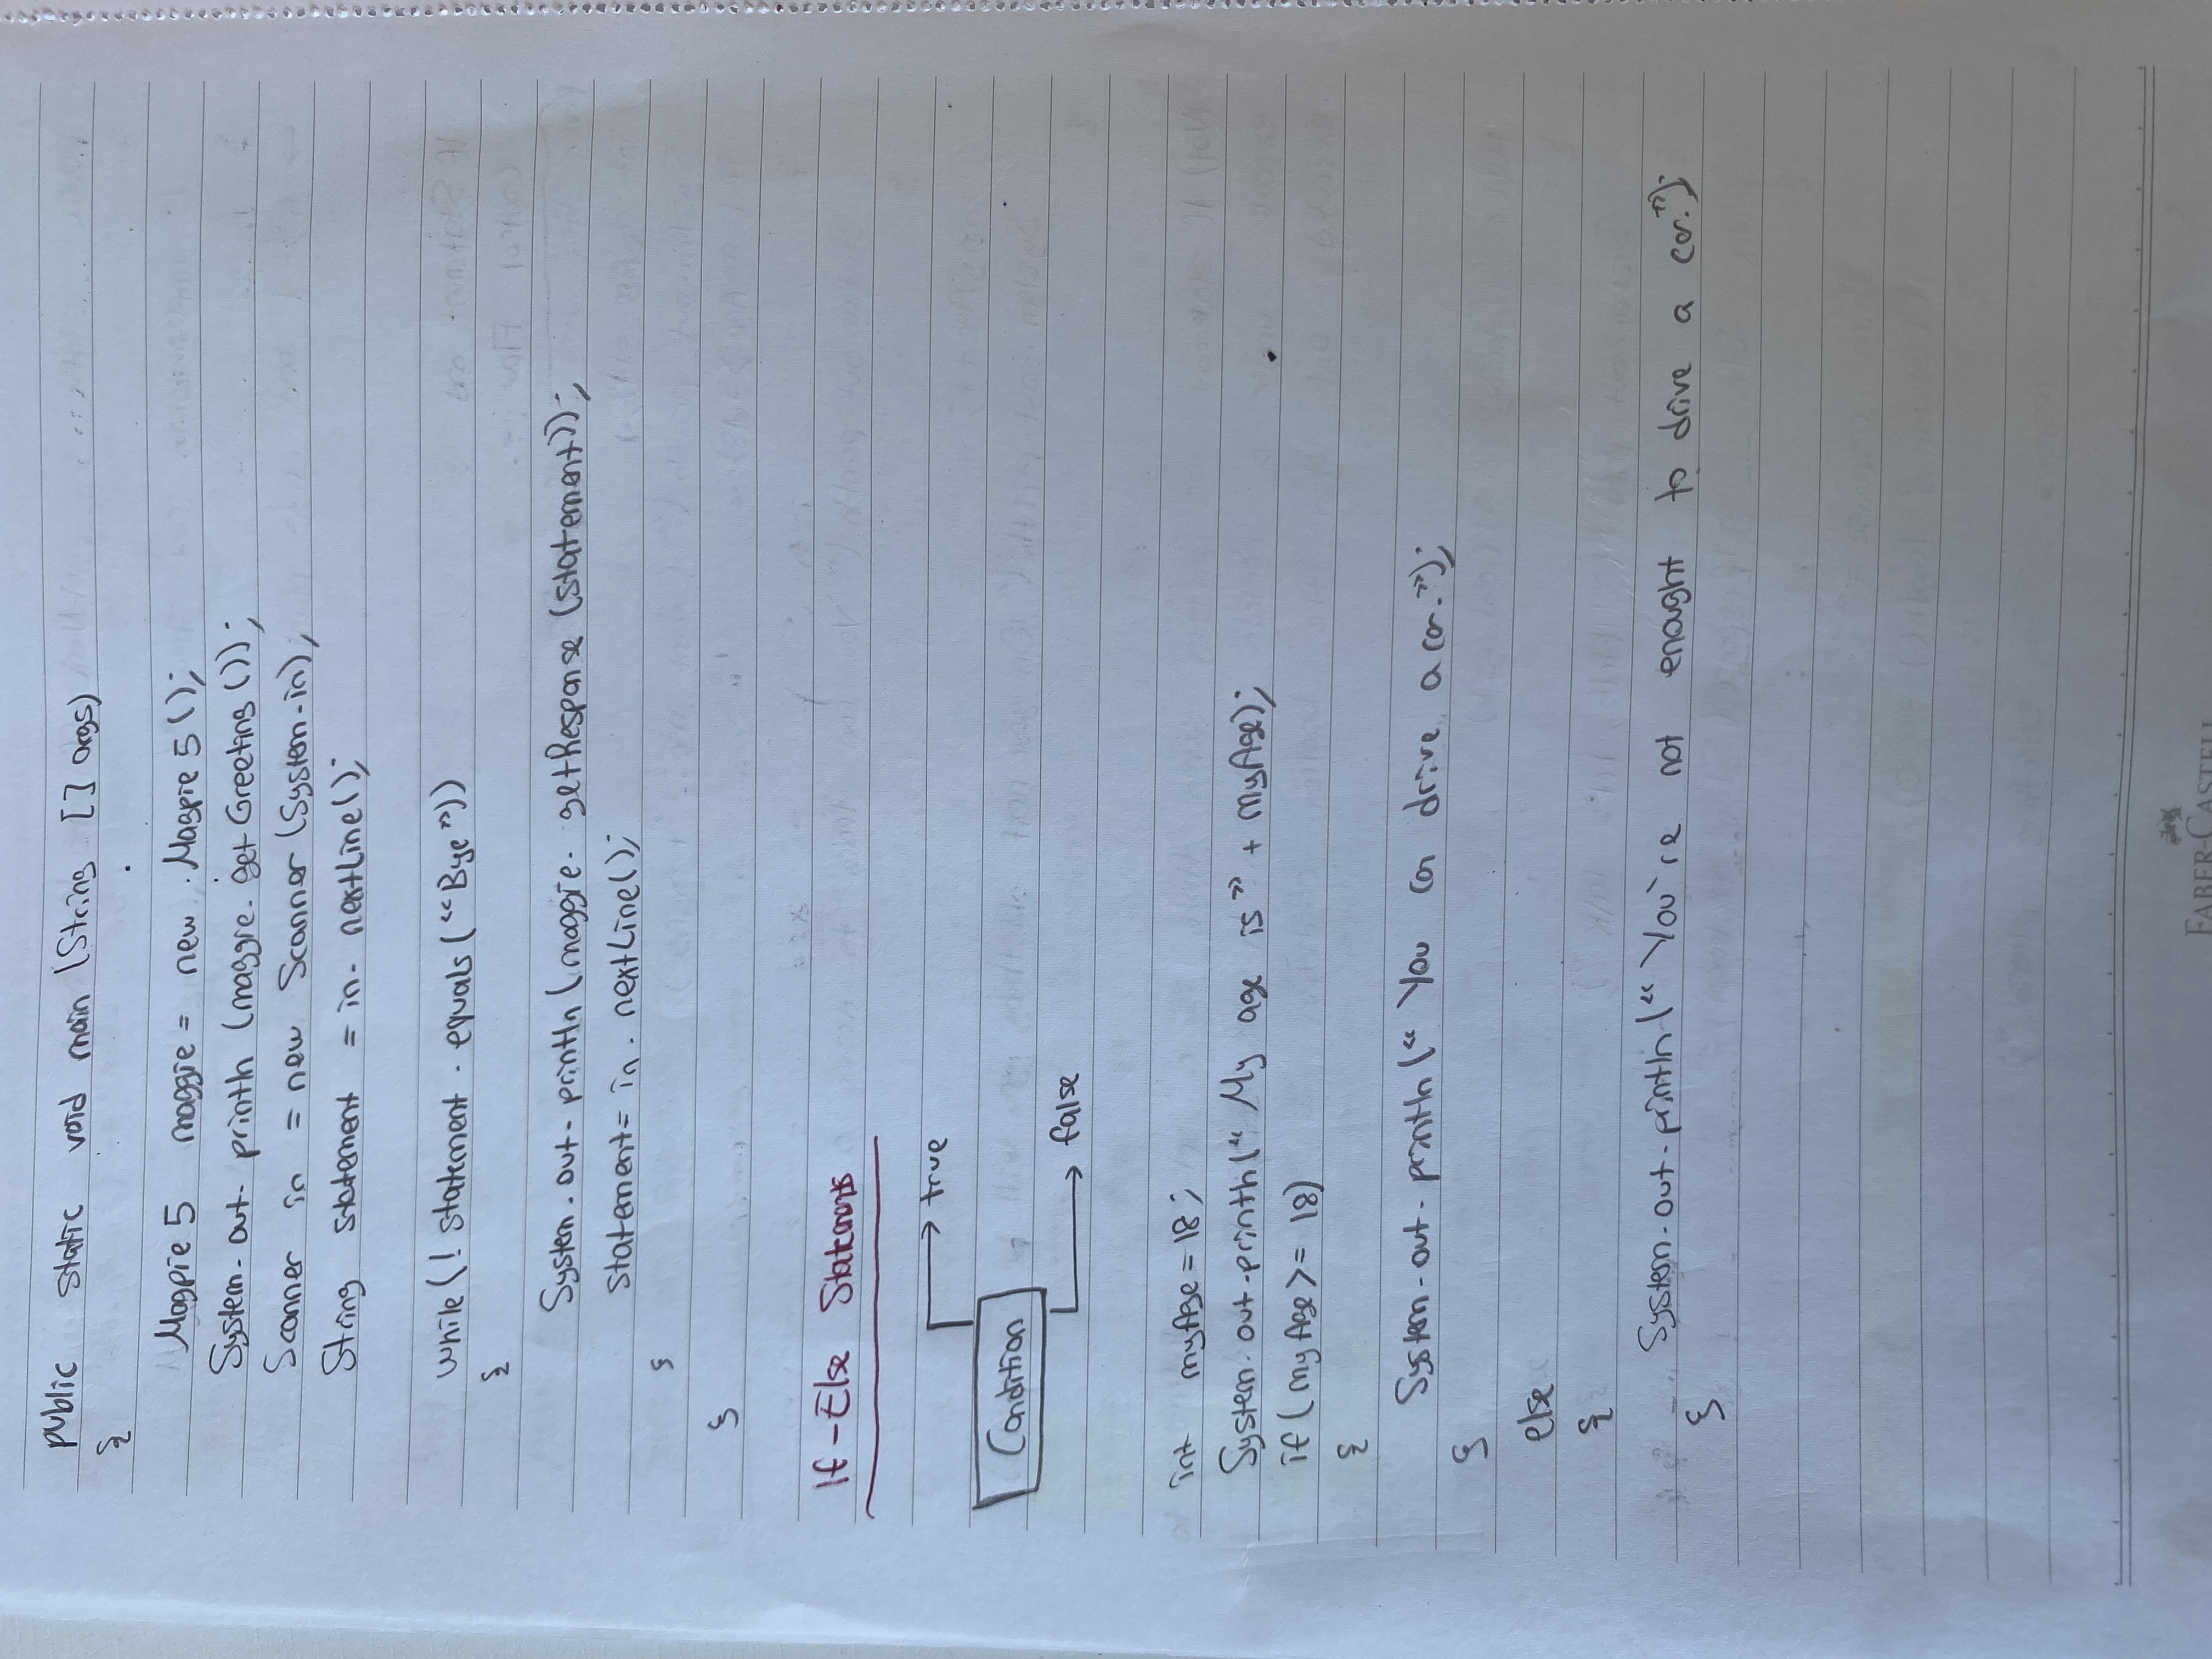 public static void main (String [] args)
{
Magpie 5 maggie = new Magpie 5 ();
System.out.println (maggie.getGreeting ());
Scanner in = new Scanner (System.in);
String statement = in.nextLine();
while (! statement.equals ("Bye"))
{
System.out.println (maggie.getResponse (statement));
statement = in.nextLine();
}
}
If-Else Statements
true
Condition
false
int myAge = 18;
System.out.println (" My age is" + myAge);
if (myAge >= 18)
{
System.out.println (" You can drive a car.");
}
else
{
System.out.println (" You're not enought to drive a car.");
}
FABER-CASTELL